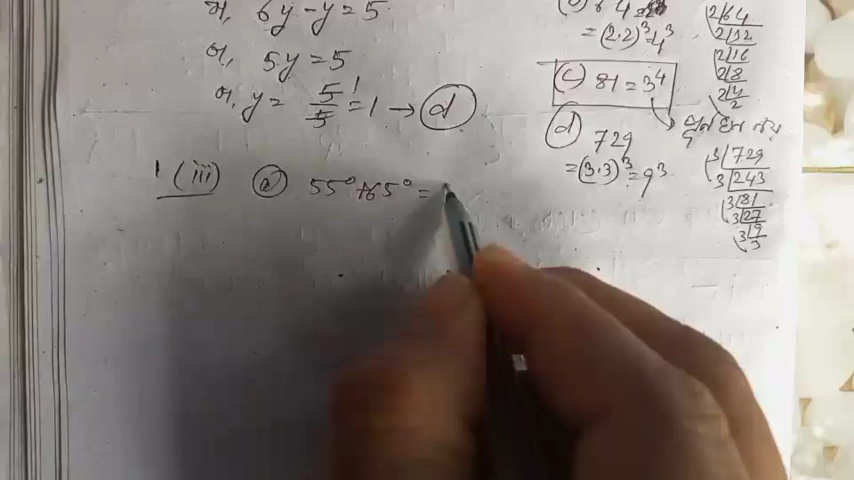 বা, 6y-y=5
বা, 5y=5
বা, y= 5/5 =1 → (d)
1 (iii) (a) 55°+65°=
=(2·2)³=4³
(c) 81=3⁴
(d) 729
=(3·3)³=9³
2|64
2|32
2|16
2|8
2|4
2
3|729
3|243
3|81
3|27
3|9
3